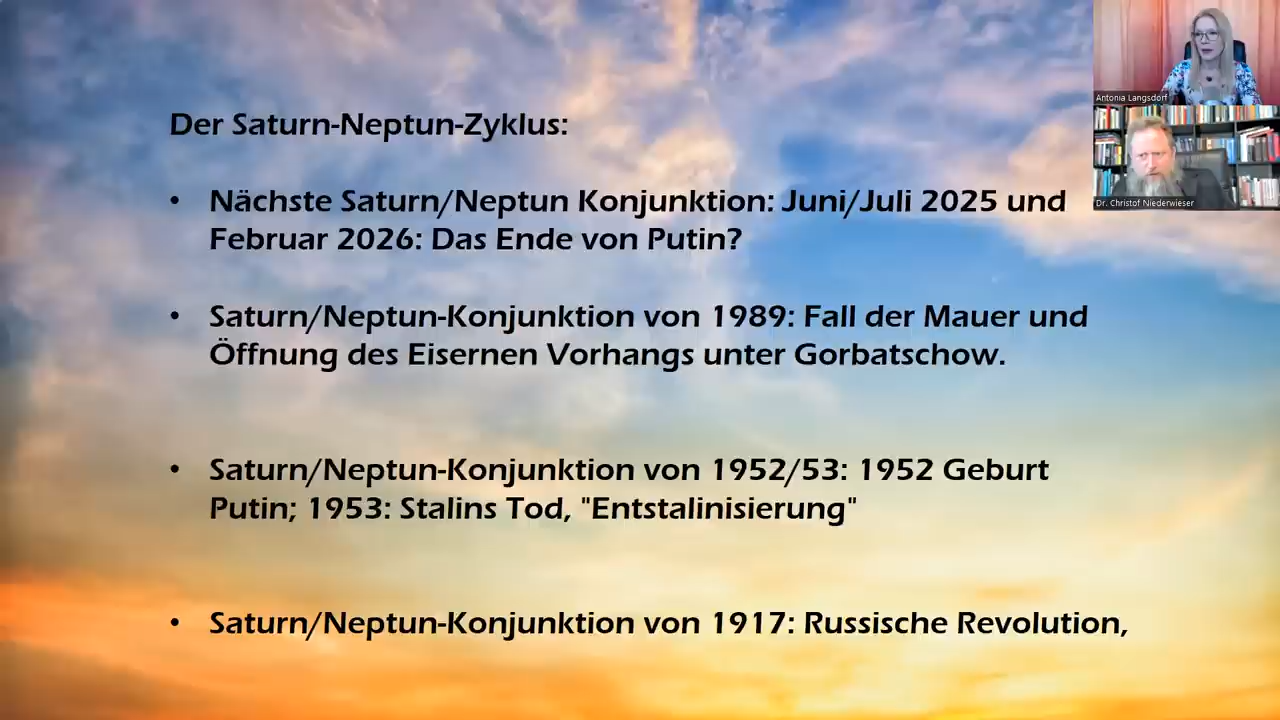 Der Saturn-Neptun-Zyklus:
• Nächste Saturn/Neptun Konjunktion: Juni/Juli 2025 und
Februar 2026: Das Ende von Putin?
• Saturn/Neptun-Konjunktion von 1989: Fall der Mauer und
Öffnung des Eisernen Vorhangs unter Gorbatschow.
• Saturn/Neptun-Konjunktion von 1952/53: 1952 Geburt
Putin; 1953: Stalins Tod, "Entstalinisierung"
• Saturn/Neptun-Konjunktion von 1917: Russische Revolution,
Antonia Langsdorf
Dr. Christof Niederwieser